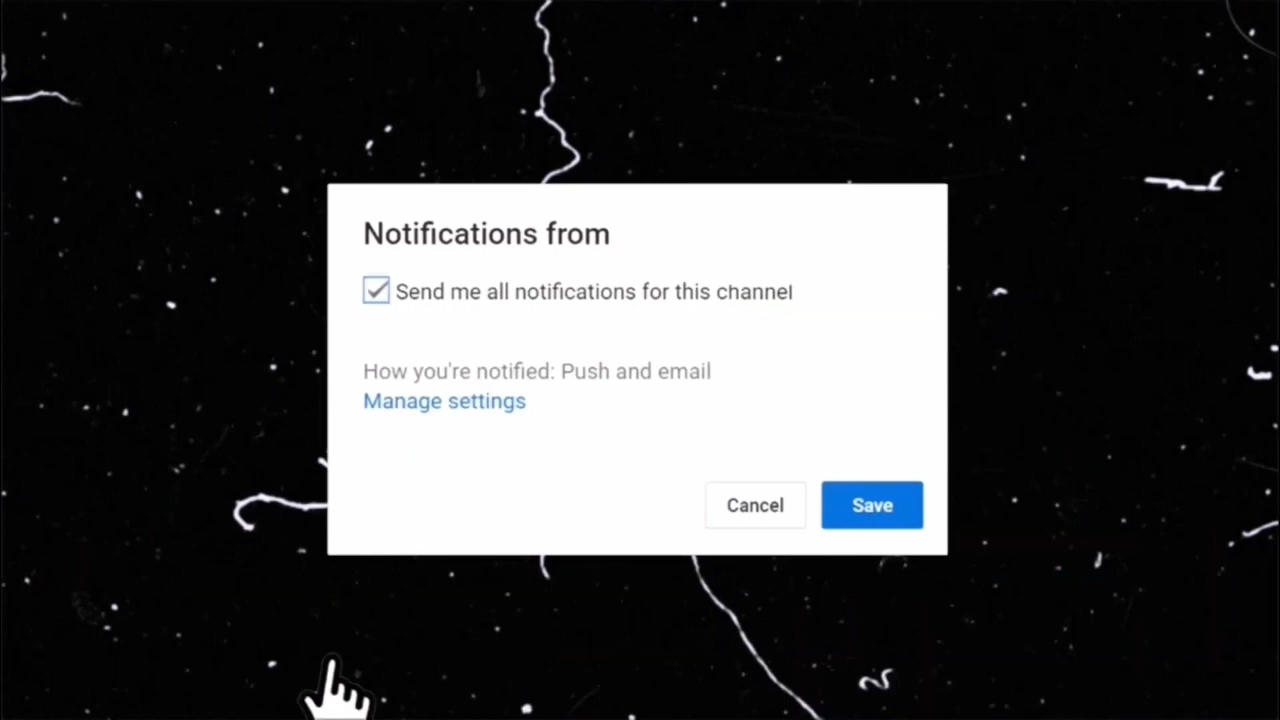 Notifications from
Send me all notifications for this channel
How you're notified: Push and email
Manage settings
Cancel
Save